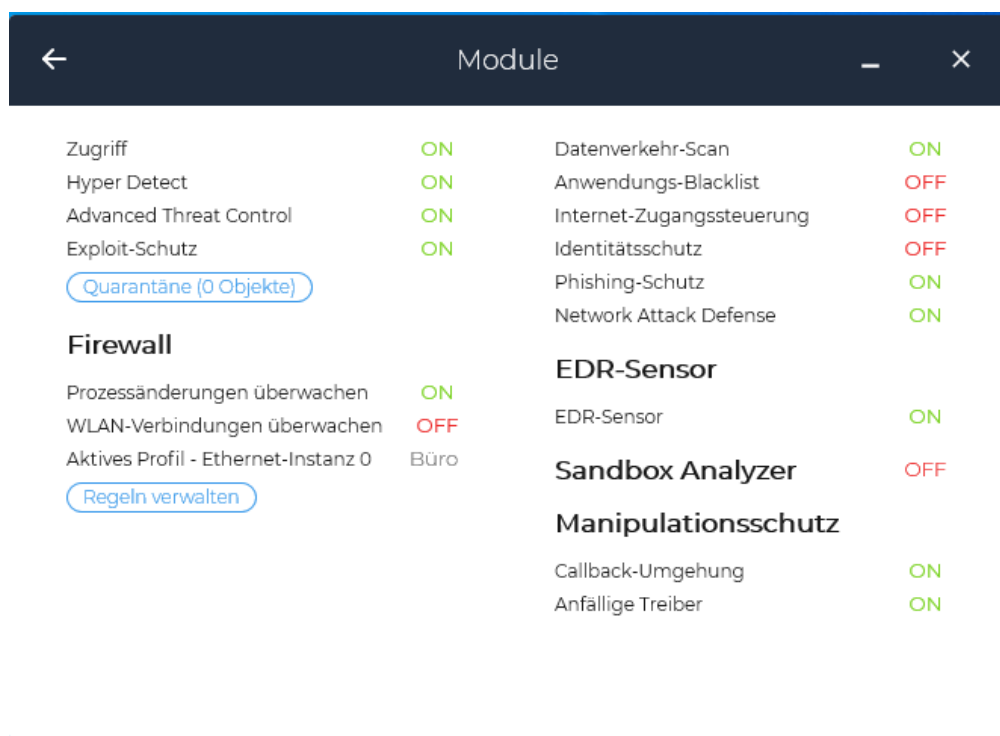 Module
Zugriff ON
Hyper Detect ON
Advanced Threat Control ON
Exploit-Schutz ON
Quarantäne (0 Objekte)
Firewall
Prozessänderungen überwachen ON
WLAN-Verbindungen überwachen OFF
Aktives Profil - Ethernet-Instanz 0 Büro
Regeln verwalten
Datenverkehr-Scan ON
Anwendungs-Blacklist OFF
Internet-Zugangssteuerung OFF
Identitätsschutz OFF
Phishing-Schutz ON
Network Attack Defense ON
EDR-Sensor
EDR-Sensor ON
Sandbox Analyzer OFF
Manipulationsschutz
Callback-Umgehung ON
Anfällige Treiber ON